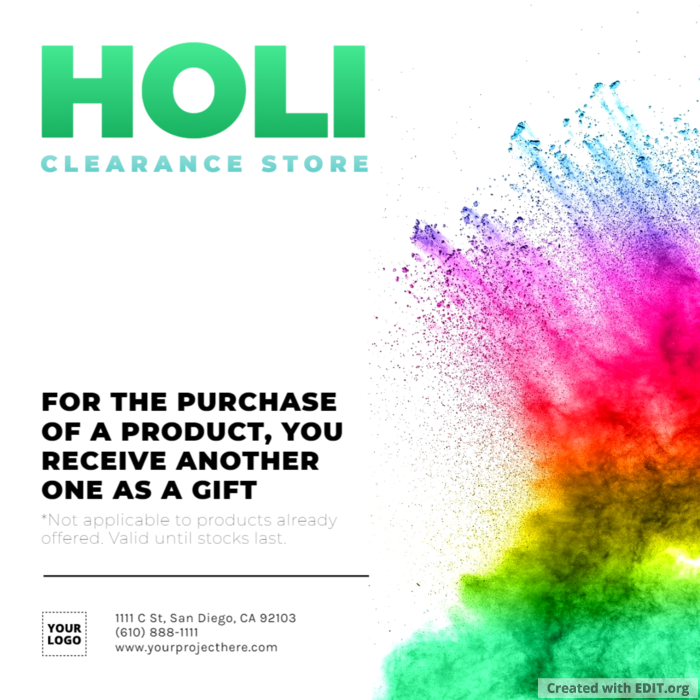 HOLI
CLEARANCE STORE
FOR THE PURCHASE
OF A PRODUCT, YOU
RECEIVE ANOTHER
ONE AS A GIFT
*Not applicable to products already
offered. Valid until stocks last.
YOUR
LOGO
1111 C St, San Diego, CA 92103
(610) 888-1111
www.yourprojecthere.com
Created with EDIT.org